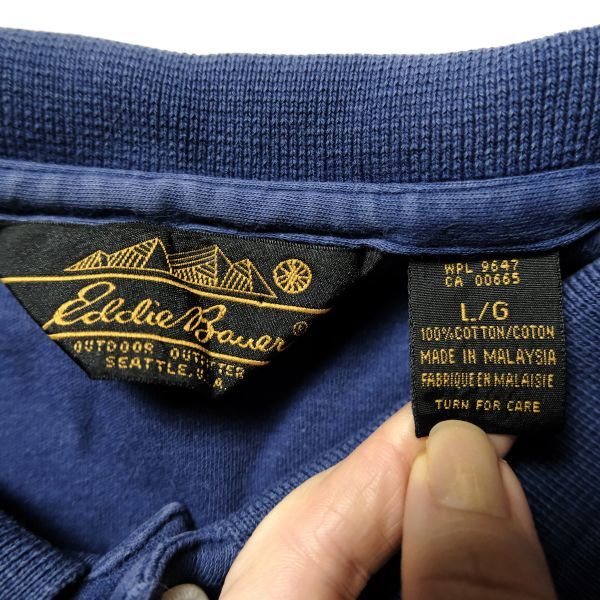 Eddie Bauer®
OUTDOOR OUTFITTER
SEATTLE, U.S.A.
WPL 9647
CA 00665
L/G
100% COTTON/COTON
MADE IN MALAYSIA
FABRIQUE EN MALAISIE
TURN FOR CARE